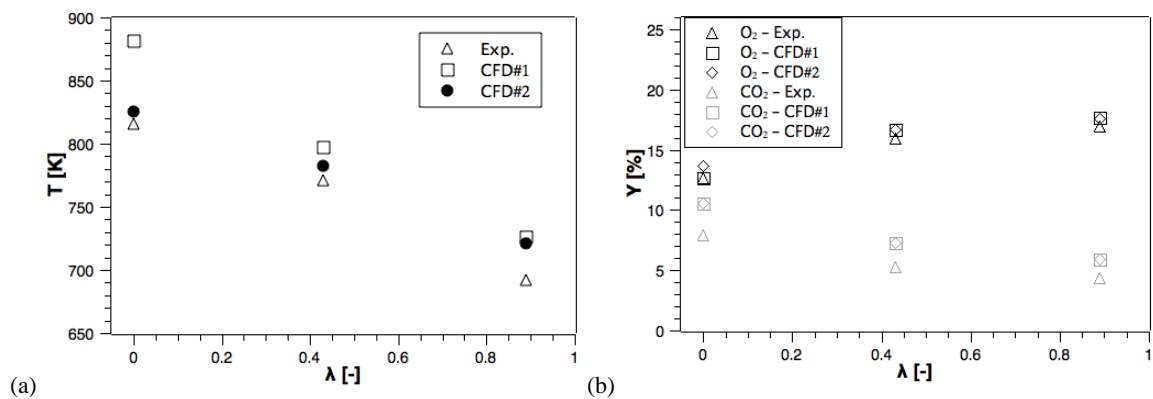 900
850
800
750
700
650
T [K]
0
0.2
0.4
0.6
0.8
1
λ [-]
Exp.
CFD#1
CFD#2
(a)
25
20
15
10
5
0
Y [%]
0
0.2
0.4
0.6
0.8
1
λ [-]
O₂ – Exp.
O₂ – CFD#1
O₂ – CFD#2
CO₂ – Exp.
CO₂ – CFD#1
CO₂ – CFD#2
(b)